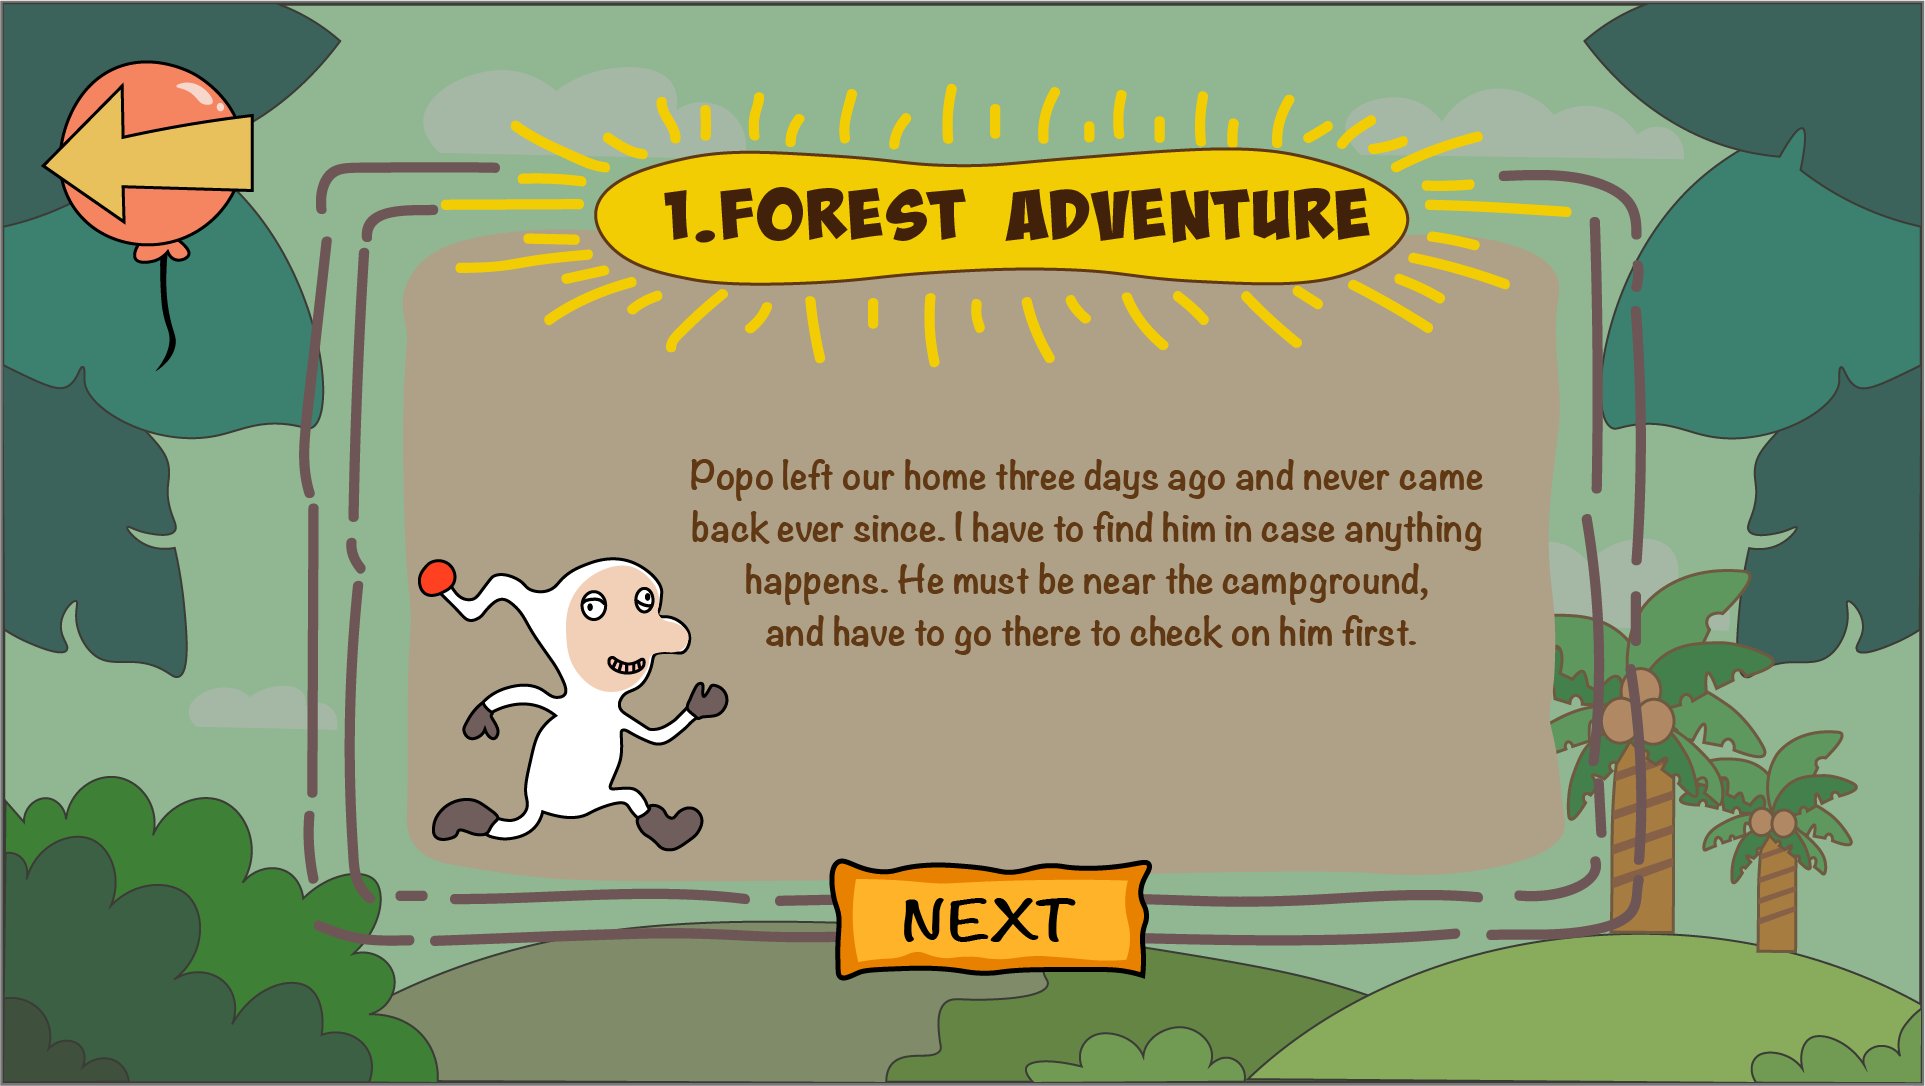 1.FOREST ADVENTURE
Popo left our home three days ago and never came
back ever since. I have to find him in case anything
happens. He must be near the campground,
and have to go there to check on him first.
NEXT